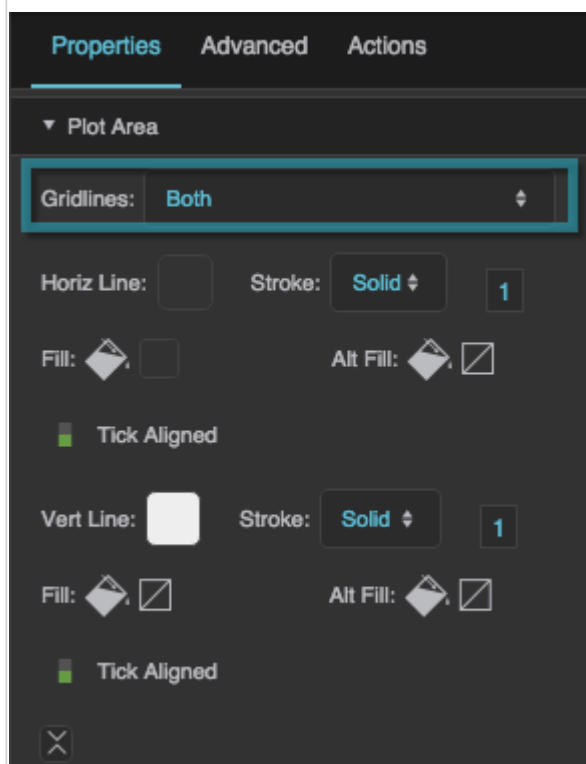 Properties Advanced Actions
Plot Area
Gridlines: Both
Horiz Line: Stroke: Solid 1
Fill: Alt Fill:
Tick Aligned
Vert Line: Stroke: Solid 1
Fill: Alt Fill:
Tick Aligned